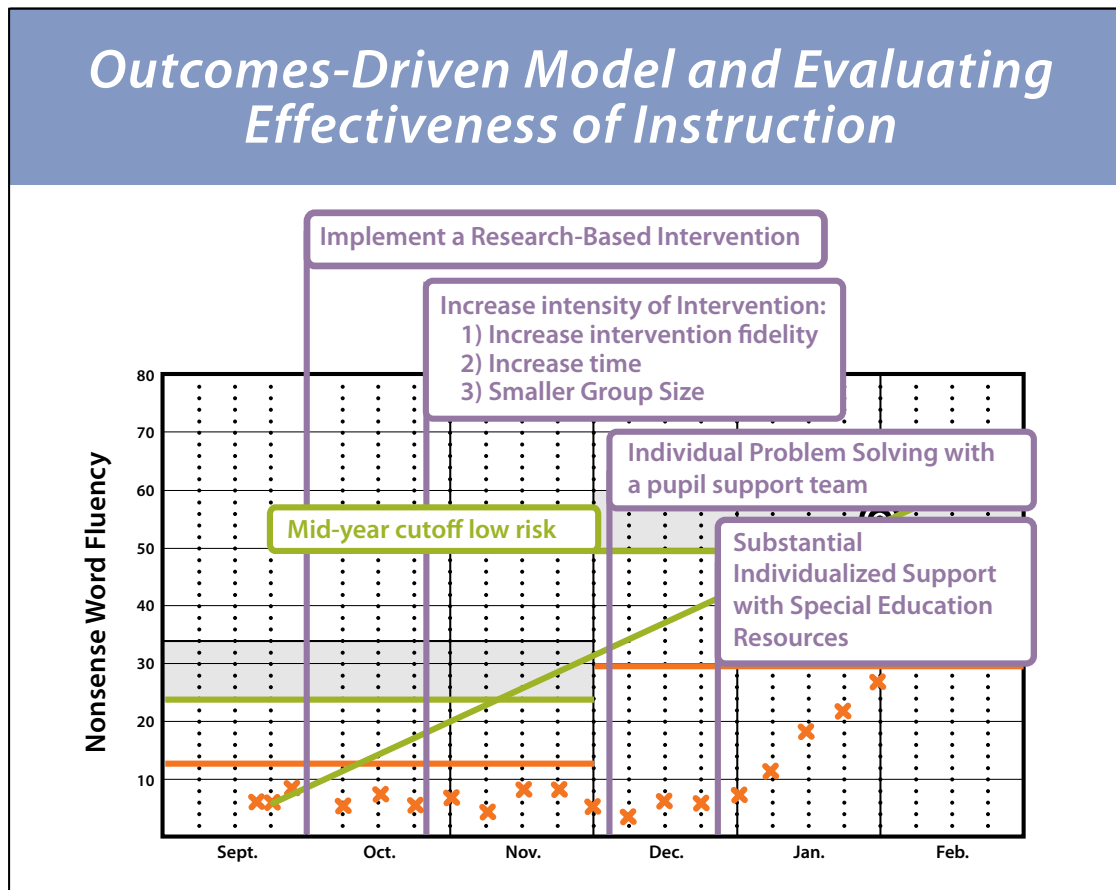 Outcomes-Driven Model and Evaluating
Effectiveness of Instruction
Implement a Research-Based Intervention
Increase intensity of Intervention:
1) Increase intervention fidelity
2) Increase time
3) Smaller Group Size
Individual Problem Solving with
a pupil support team
Mid-year cutoff low risk
Substantial
Individualized Support
with Special Education
Resources
Nonsense Word Fluency
80
70
60
50
40
30
20
10
Sept.
Oct.
Nov.
Dec.
Jan.
Feb.